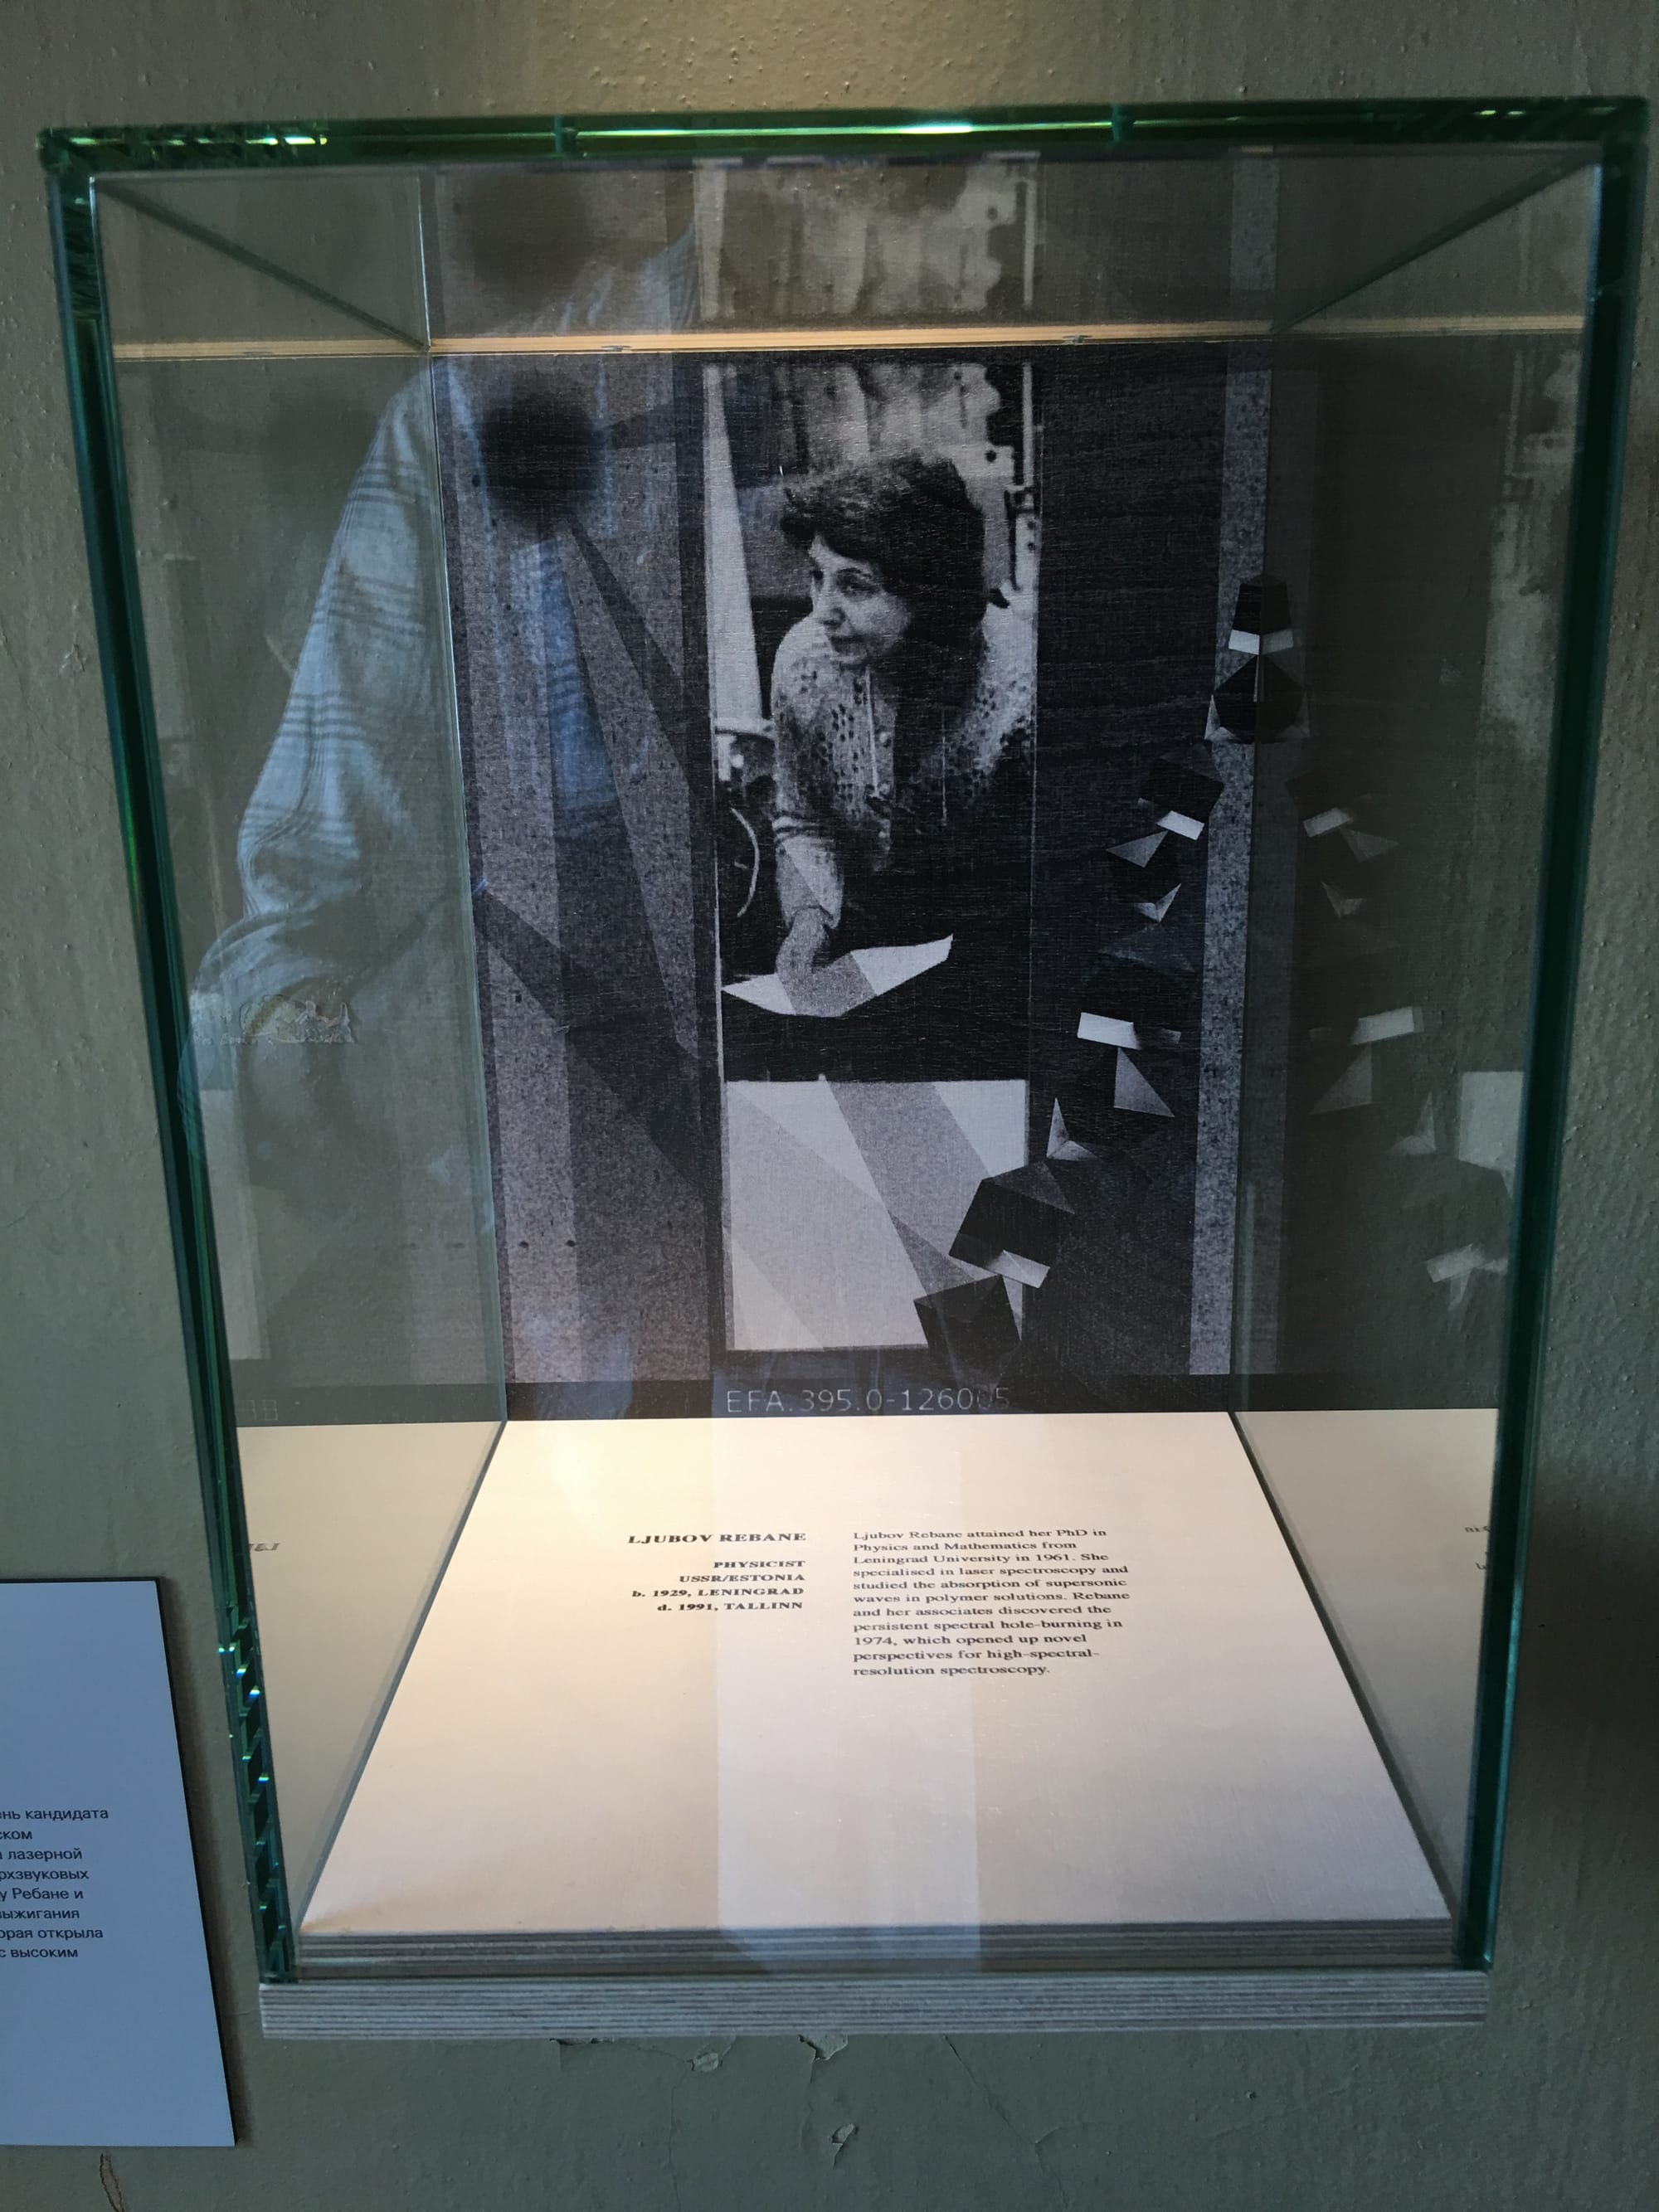 EFA.395.0-126005
LJUBOV REBANE
PHYSICIST
USSR/ESTONIA
b. 1929, LENINGRAD
d. 1991, TALLINN
Ljubov Rebane attained her PhD in
Physics and Mathematics from
Leningrad University in 1961. She
specialised in laser spectroscopy and
studied the absorption of supersonic
waves in polymer solutions. Rebane
and her associates discovered the
persistent spectral hole-burning in
1974, which opened up novel
perspectives for high-spectral-
resolution spectroscopy.
ень кандидата
ском
лазерной
рхзвуковых
у Ребане и
выжигания
орая открыла
с высоким